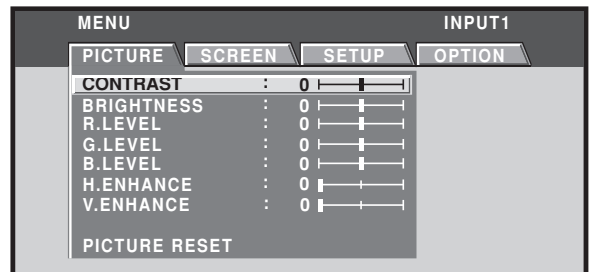 MENU INPUT1
PICTURE SCREEN SETUP OPTION
CONTRAST : 0
BRIGHTNESS : 0
R.LEVEL : 0
G.LEVEL : 0
B.LEVEL : 0
H.ENHANCE : 0
V.ENHANCE : 0
PICTURE RESET